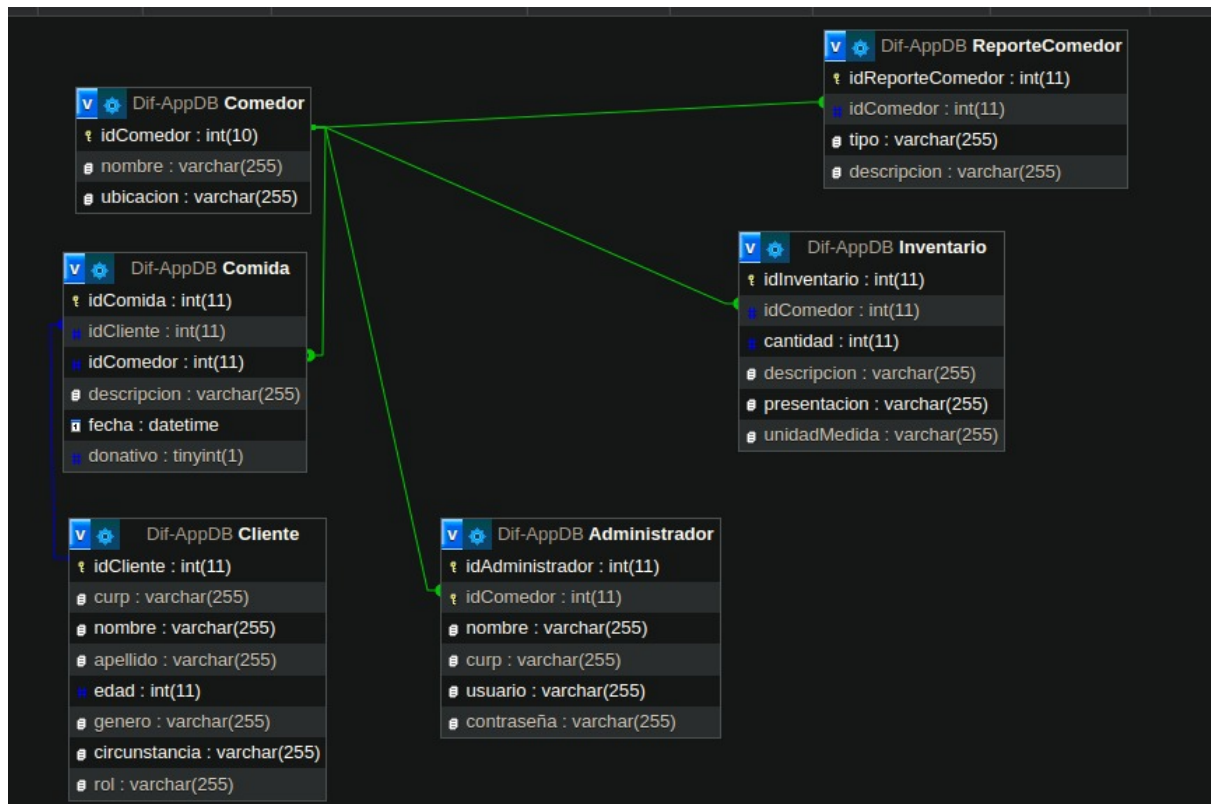 v Dif-AppDB Comedor
idComedor : int(10)
nombre : varchar(255)
ubicacion : varchar(255)
v Dif-AppDB ReporteComedor
idReporteComedor : int(11)
# idComedor : int(11)
tipo : varchar(255)
descripcion : varchar(255)
v Dif-AppDB Comida
idComida : int(11)
# idCliente : int(11)
# idComedor : int(11)
descripcion : varchar(255)
fecha : datetime
# donativo : tinyint(1)
v Dif-AppDB Inventario
idInventario : int(11)
# idComedor : int(11)
# cantidad : int(11)
descripcion : varchar(255)
presentacion : varchar(255)
unidadMedida : varchar(255)
v Dif-AppDB Cliente
idCliente : int(11)
curp : varchar(255)
nombre : varchar(255)
apellido : varchar(255)
# edad : int(11)
genero : varchar(255)
circunstancia : varchar(255)
rol : varchar(255)
v Dif-AppDB Administrador
idAdministrador : int(11)
idComedor : int(11)
nombre : varchar(255)
curp : varchar(255)
usuario : varchar(255)
contraseña : varchar(255)